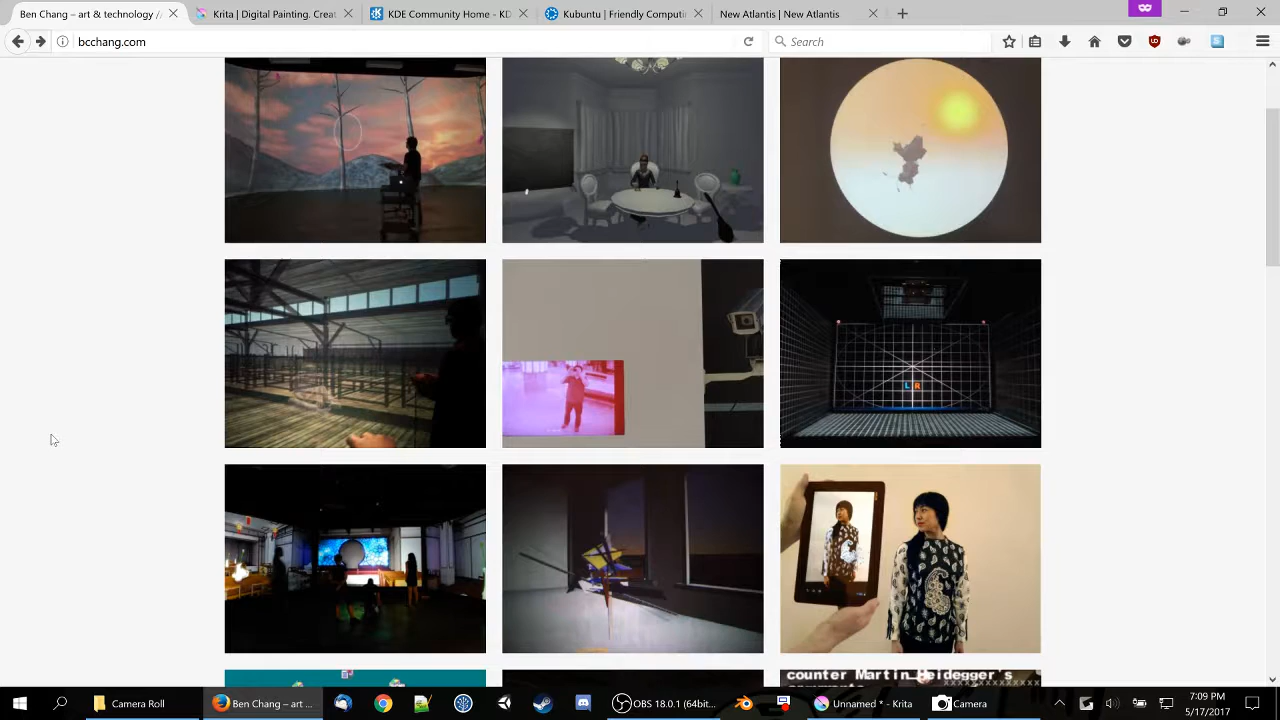 Ben Chang – art and technology
Krita | Digital Painting. Creat
KDE Community Home - KD
Kubuntu | Friendly Computi
New Atlantis | New Atlantis
bcchang.com
Search
L R
counter Martin Heidegger's
Camera Roll
Ben Chang – art ...
OBS 18.0.1 (64bit...
Unnamed * - Krita
Camera
7:09 PM
5/17/2017